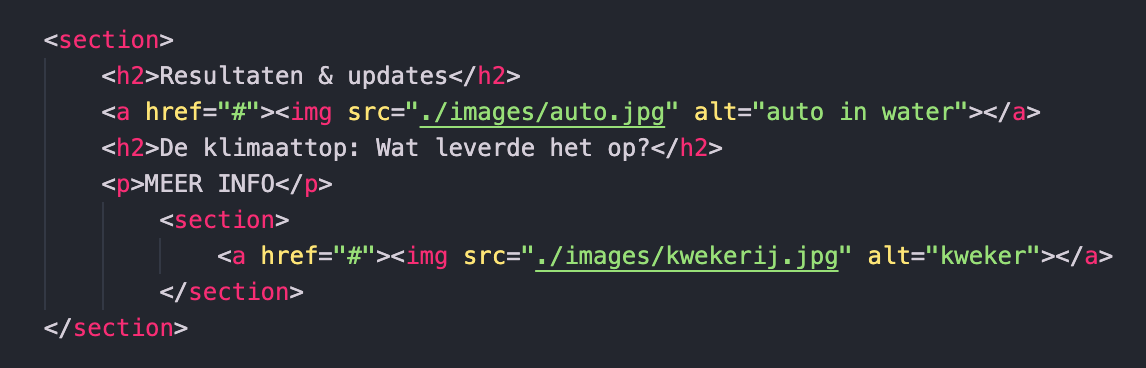 <section>
<h2>Resultaten & updates</h2>
<a href="#"><img src="./images/auto.jpg" alt="auto in water"></a>
<h2>De klimaattop: Wat leverde het op?</h2>
<p>MEER INFO</p>
<section>
<a href="#"><img src="./images/kwekerij.jpg" alt="kweker"></a>
</section>
</section>